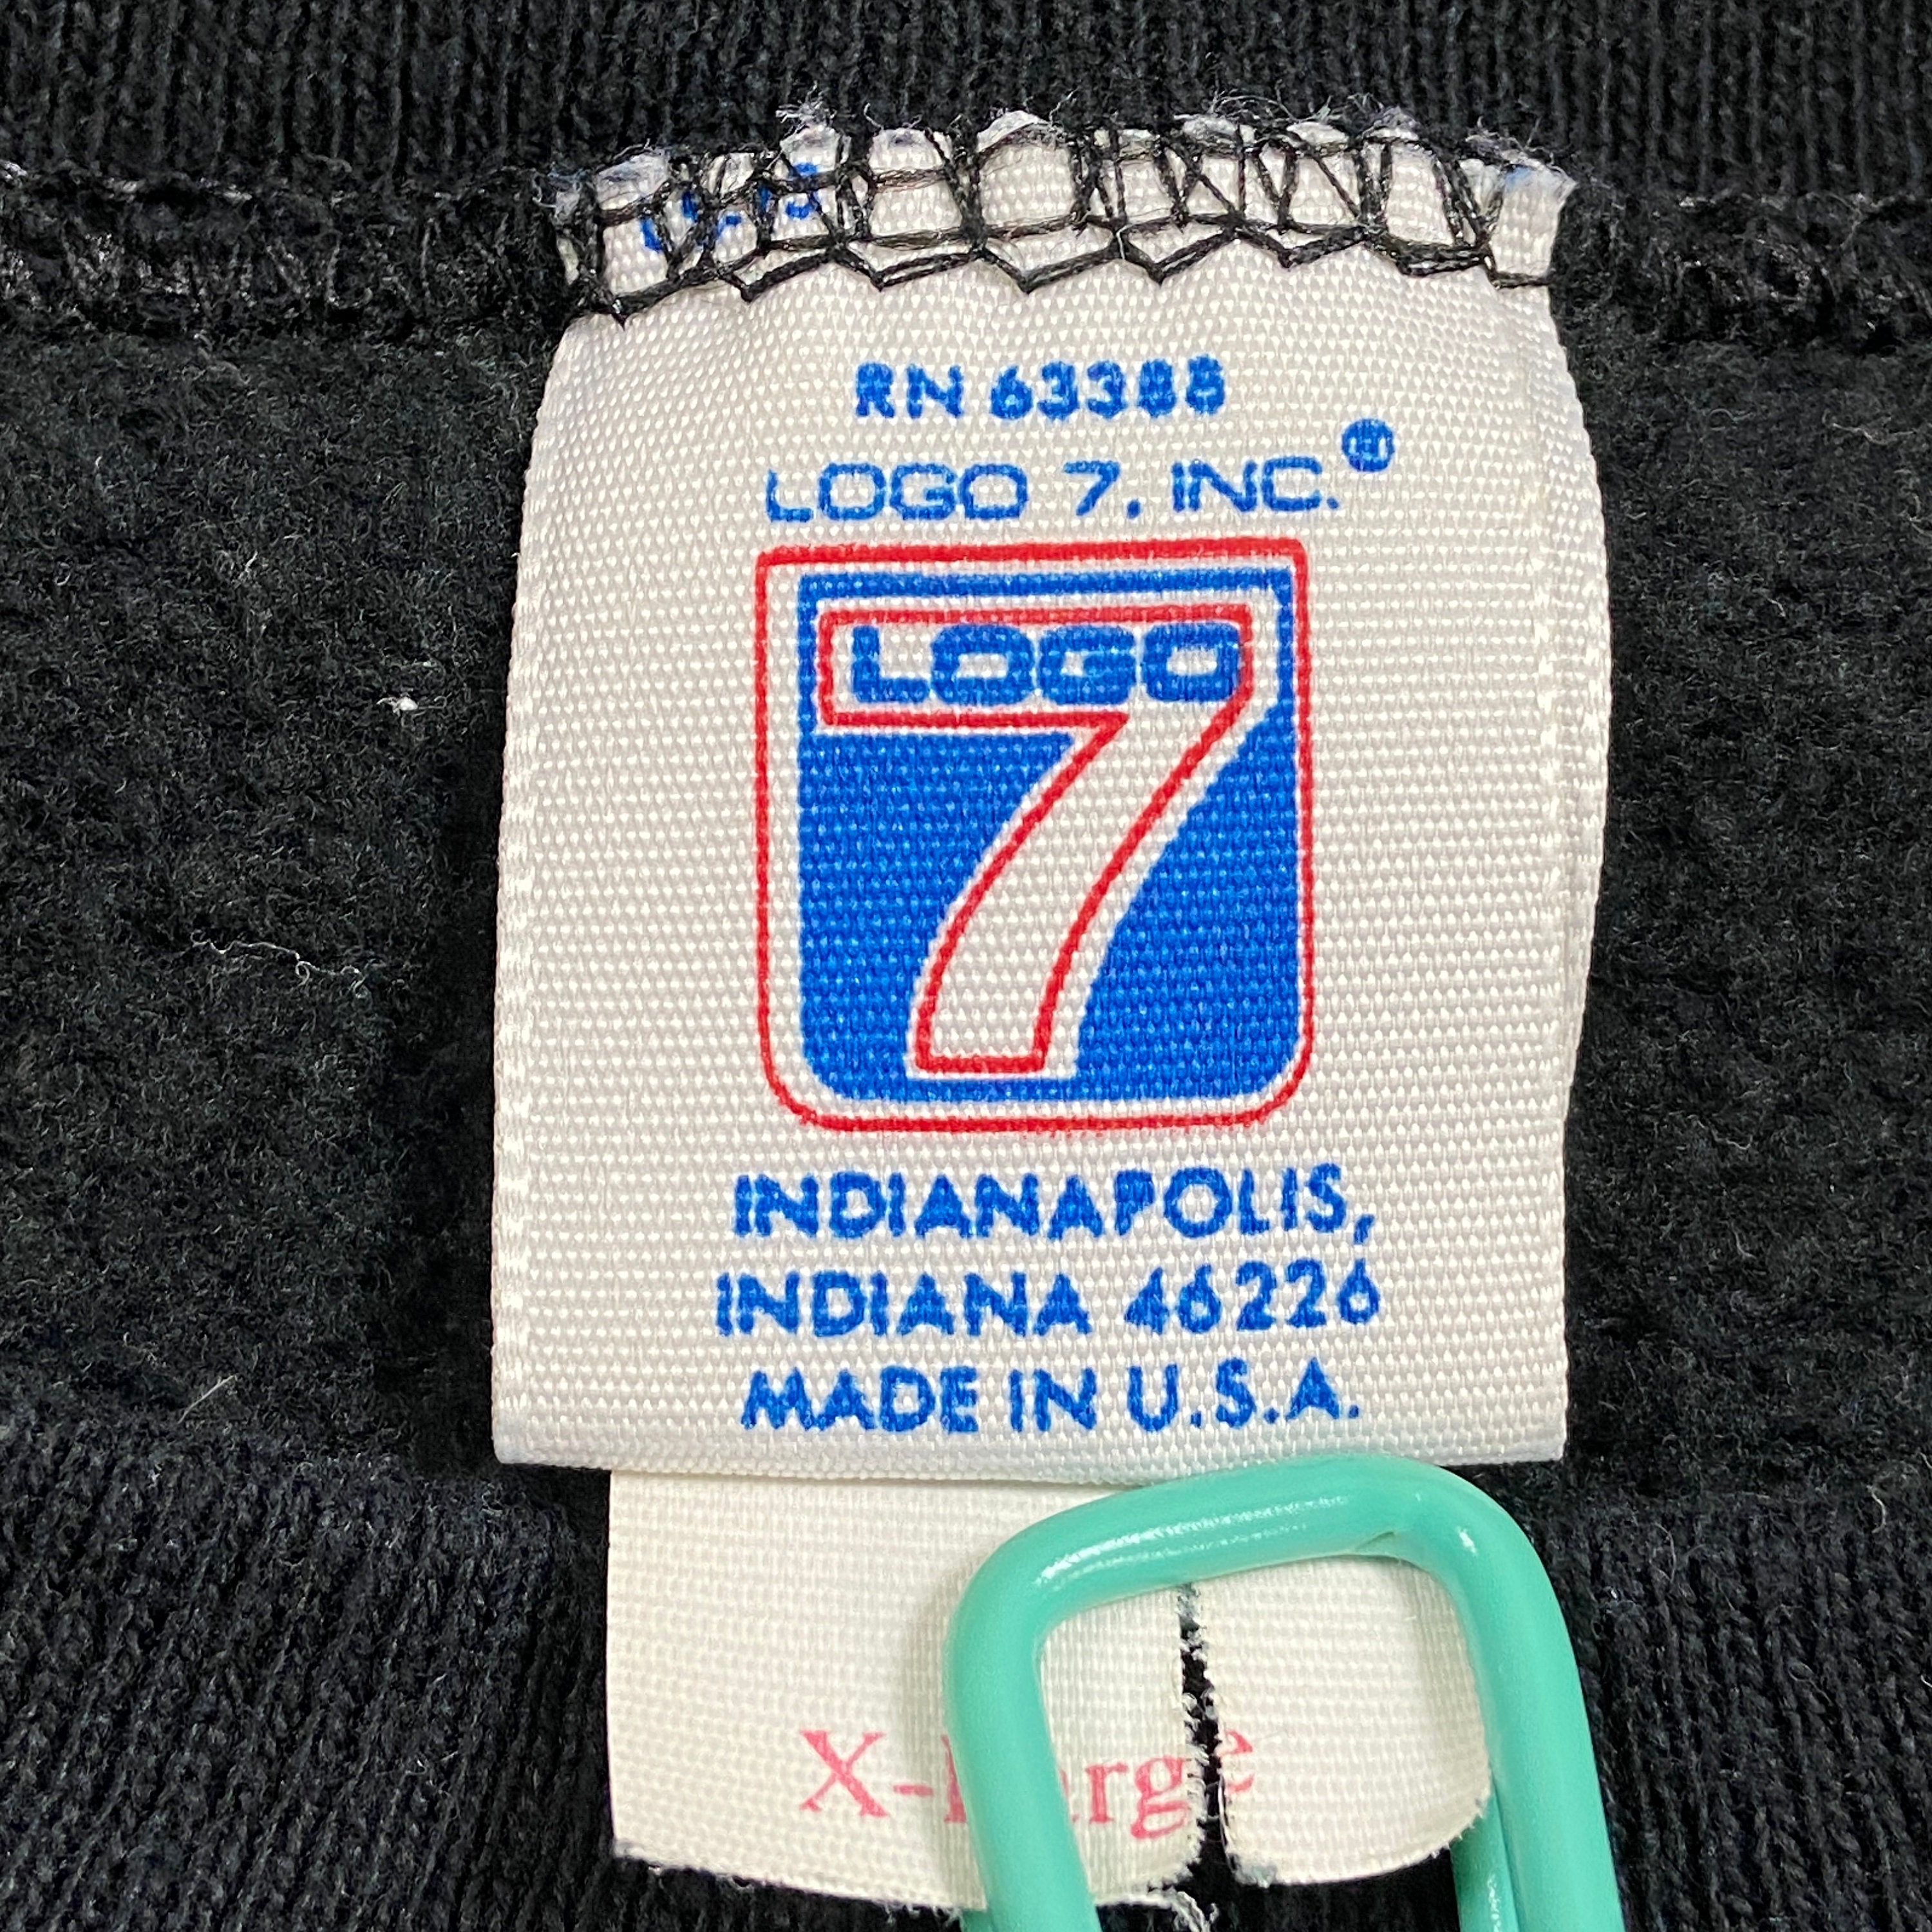 RN 63388
LOGO 7, INC.®
LOGO
7
INDIANAPOLIS,
INDIANA 46226
MADE IN U.S.A.
X-Large